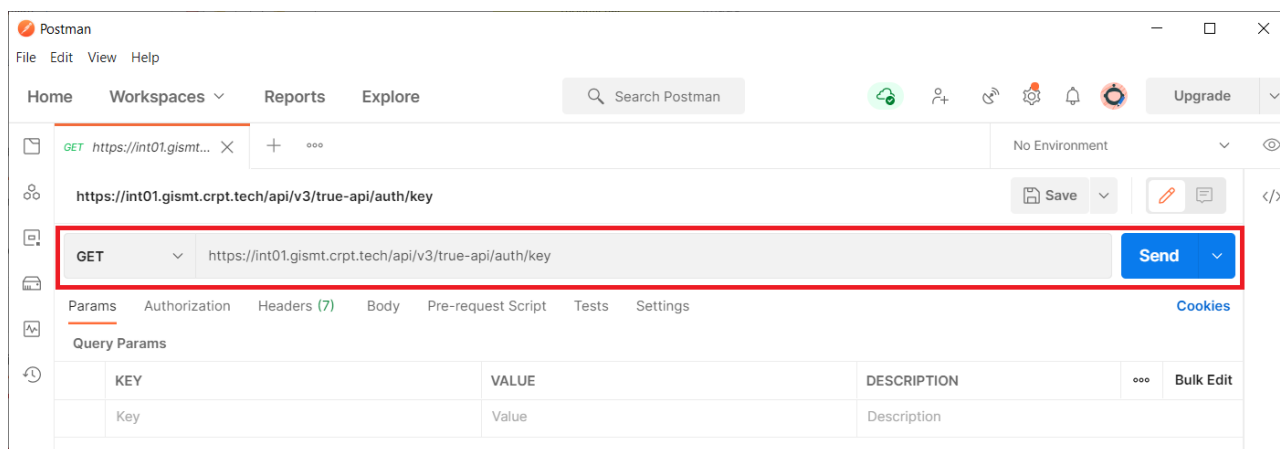 Postman
File Edit View Help
Home Workspaces Reports Explore Search Postman Upgrade
GET https://int01.gismt... No Environment
https://int01.gismt.crpt.tech/api/v3/true-api/auth/key Save
GET https://int01.gismt.crpt.tech/api/v3/true-api/auth/key Send
Params Authorization Headers (7) Body Pre-request Script Tests Settings Cookies
Query Params
KEY VALUE DESCRIPTION Bulk Edit
Key Value Description